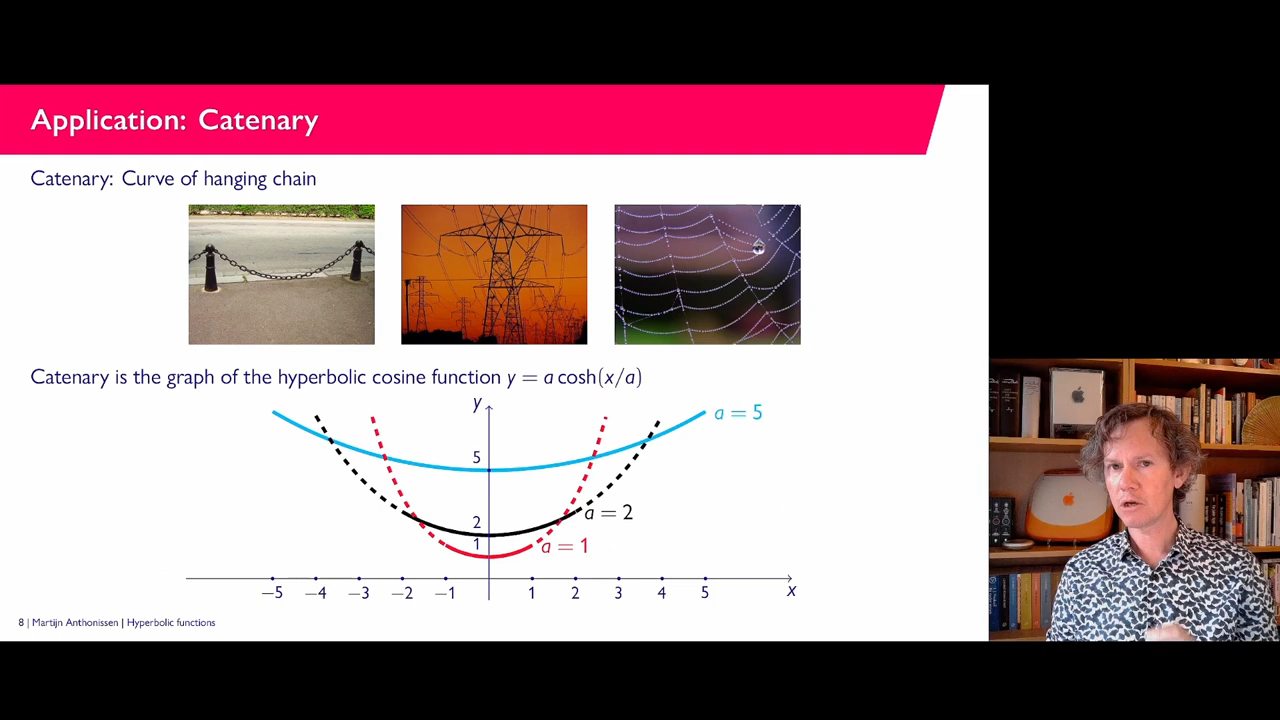 Application: Catenary
Catenary: Curve of hanging chain
Catenary is the graph of the hyperbolic cosine function y = a cosh(x/a)
y
a = 5
5
a = 2
2
1
a = 1
−5 −4 −3 −2 −1 1 2 3 4 5 x
8 | Martijn Anthonissen | Hyperbolic functions